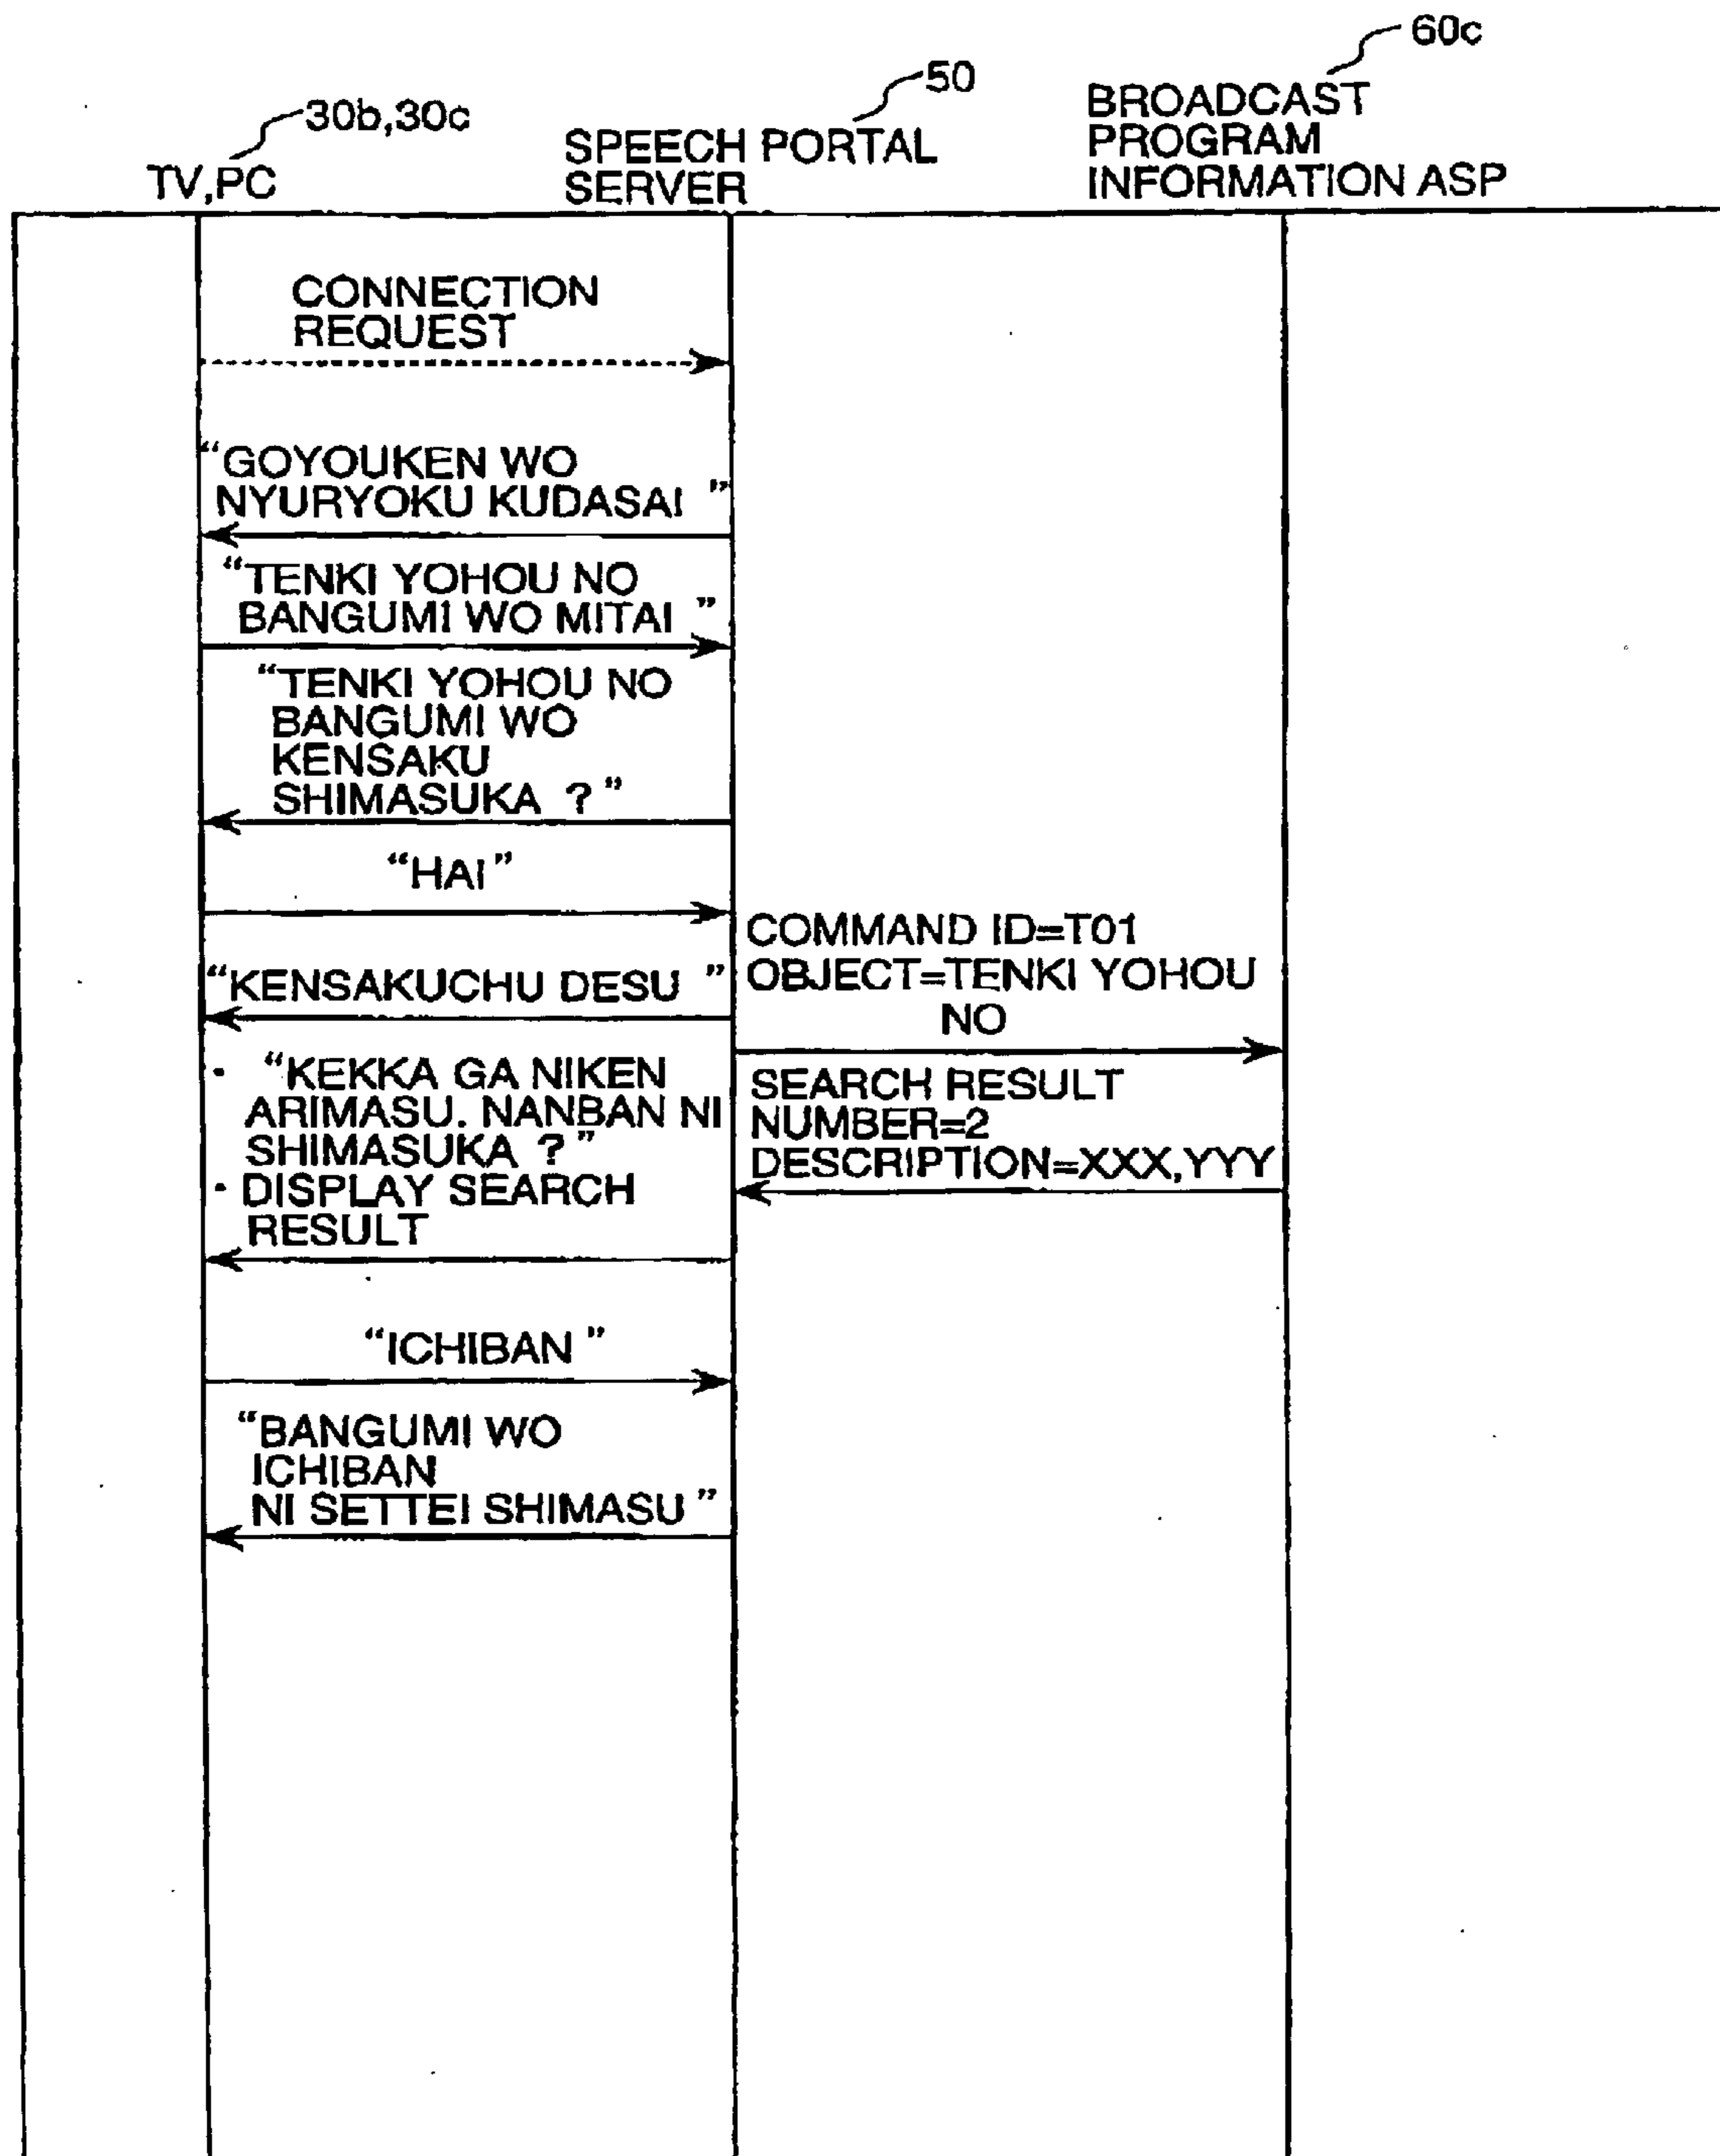 60c
50
30b,30c
BROADCAST
PROGRAM
INFORMATION ASP
SPEECH PORTAL
SERVER
TV,PC
CONNECTION
REQUEST
“GOYOUKEN WO
NYURYOKU KUDASAI ”
“TENKI YOHOU NO
BANGUMI WO MITAI ”
“TENKI YOHOU NO
BANGUMI WO
KENSAKU
SHIMASUKA ? ”
“HAI”
COMMAND ID=T01
OBJECT=TENKI YOHOU
NO
“KENSAKUCHU DESU ”
· “KEKKA GA NIKEN
ARIMASU. NANBAN NI
SHIMASUKA ? ”
· DISPLAY SEARCH
RESULT
SEARCH RESULT
NUMBER=2
DESCRIPTION=XXX,YYY
“ICHIBAN ”
“BANGUMI WO
ICHIBAN
NI SETTEI SHIMASU ”